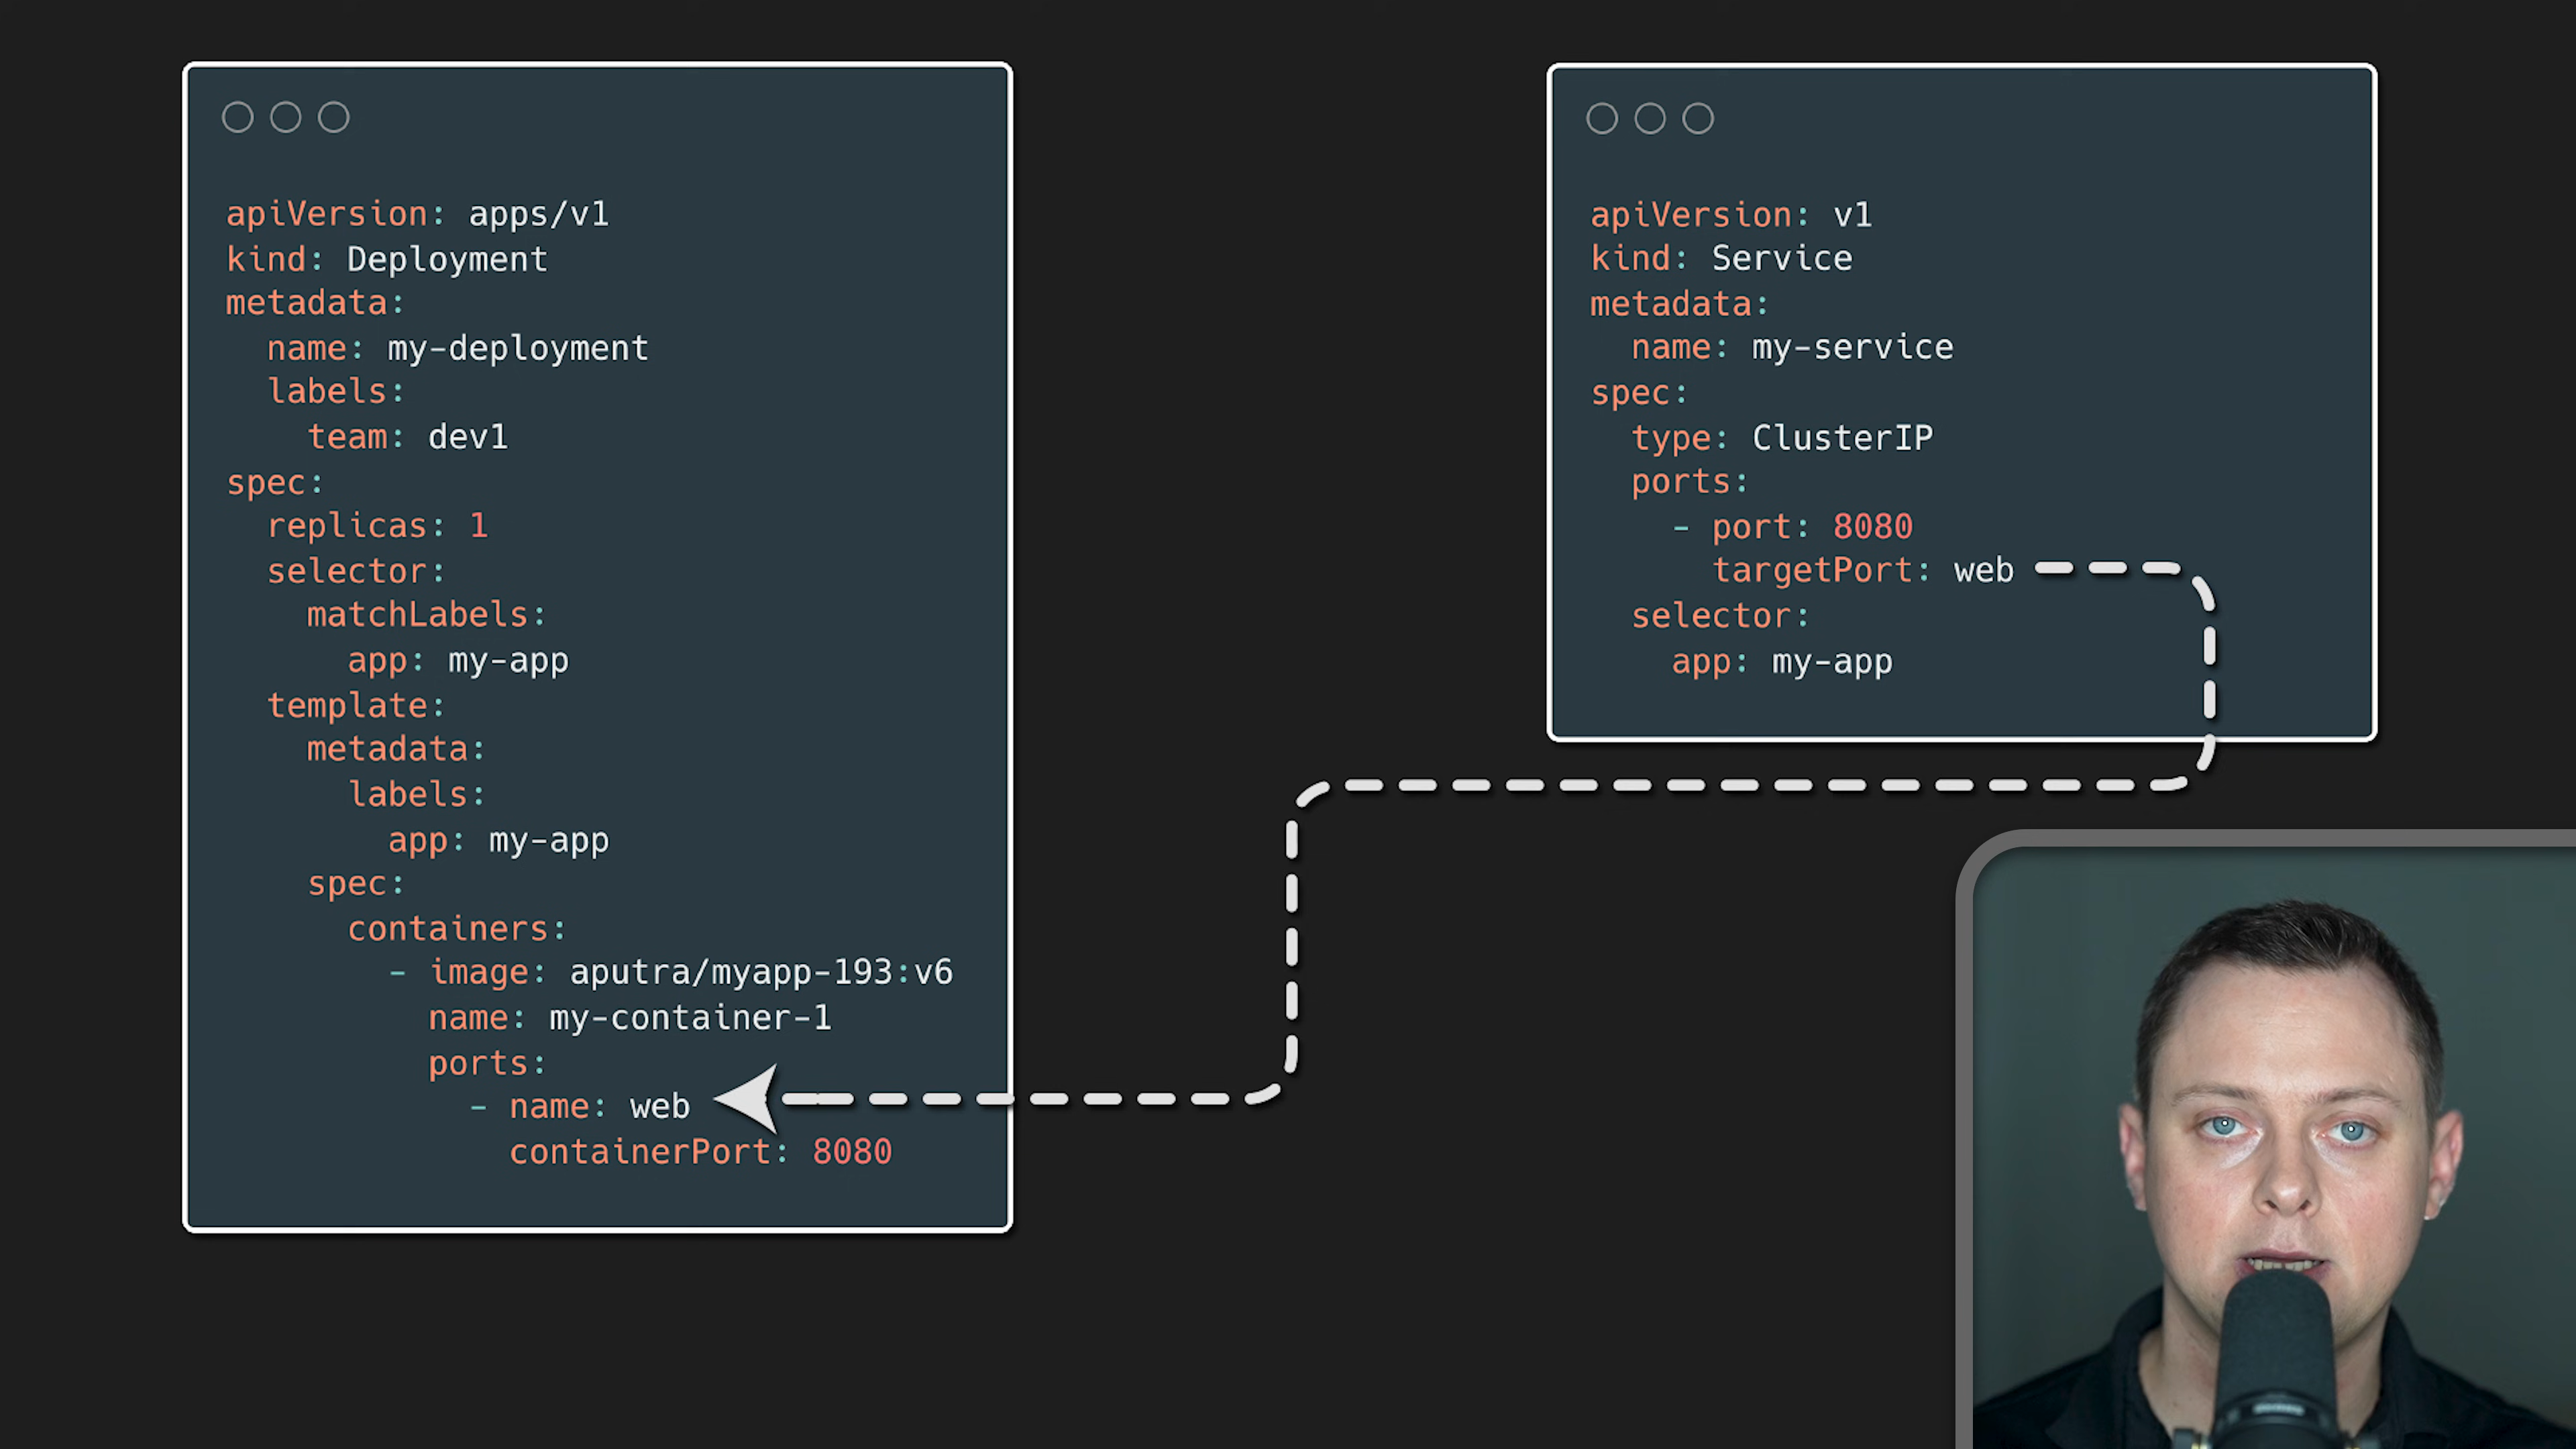 apiVersion: apps/v1
kind: Deployment
metadata:
  name: my-deployment
  labels:
    team: dev1
spec:
  replicas: 1
  selector:
    matchLabels:
      app: my-app
  template:
    metadata:
      labels:
        app: my-app
    spec:
      containers:
        - image: aputra/myapp-193:v6
          name: my-container-1
          ports:
            - name: web
              containerPort: 8080
apiVersion: v1
kind: Service
metadata:
  name: my-service
spec:
  type: ClusterIP
  ports:
    - port: 8080
      targetPort: web
  selector:
    app: my-app